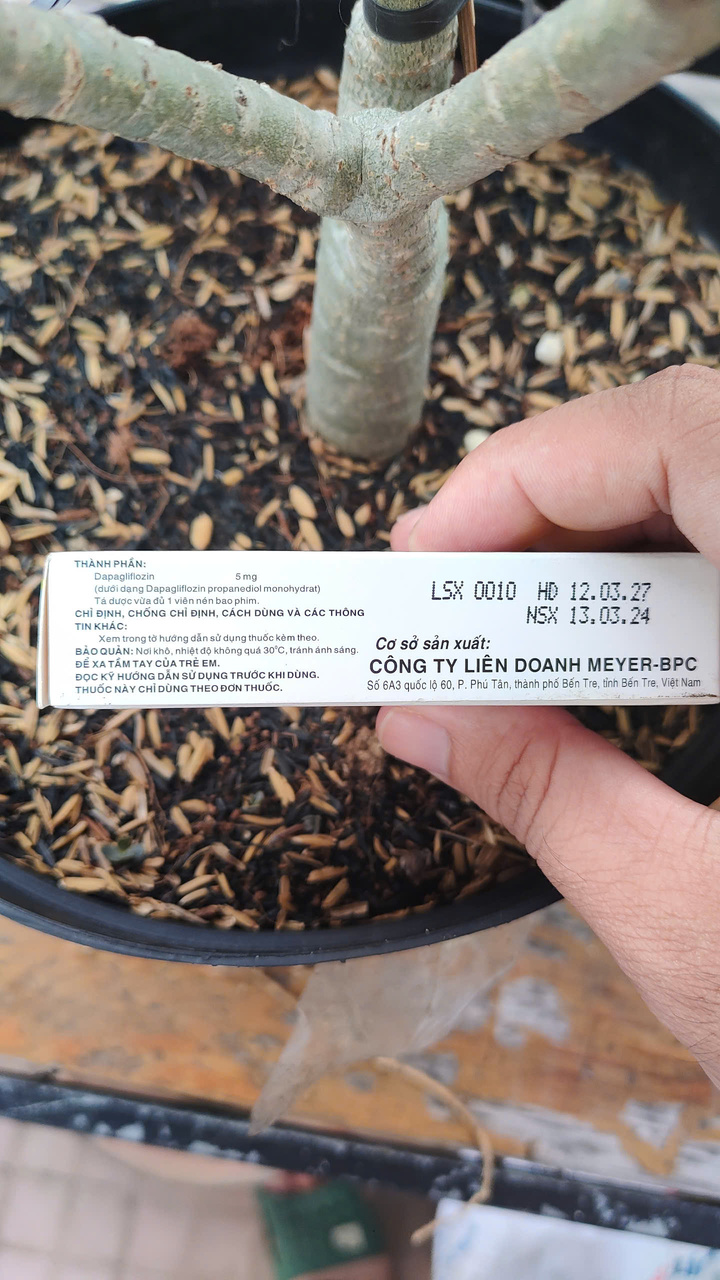 THÀNH PHẦN:
Dapagliflozin 5 mg
(dưới dạng Dapagliflozin propanediol monohydrat)
Tá dược vừa đủ 1 viên nén bao phim.
CHỈ ĐỊNH, CHỐNG CHỈ ĐỊNH, CÁCH DÙNG VÀ CÁC THÔNG
TIN KHÁC:
Xem trong tờ hướng dẫn sử dụng thuốc kèm theo.
BẢO QUẢN: Nơi khô, nhiệt độ không quá 30°C, tránh ánh sáng.
ĐỂ XA TẦM TAY CỦA TRẺ EM.
ĐỌC KỸ HƯỚNG DẪN SỬ DỤNG TRƯỚC KHI DÙNG.
THUỐC NÀY CHỈ DÙNG THEO ĐƠN THUỐC.
LSX 0010 HD 12.03.27
NSX 13.03.24
Cơ sở sản xuất:
CÔNG TY LIÊN DOANH MEYER-BPC
Số 6A3 quốc lộ 60, P. Phú Tân, thành phố Bến Tre, tỉnh Bến Tre, Việt Nam